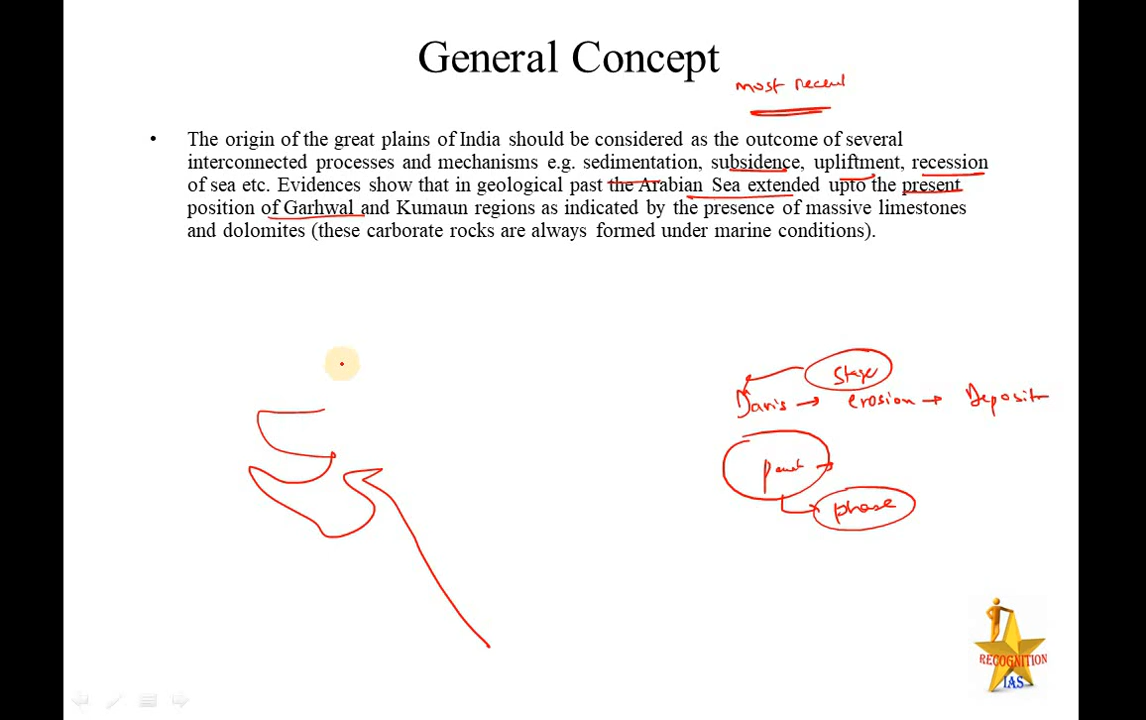 General Concept
most recent
• The origin of the great plains of India should be considered as the outcome of several
interconnected processes and mechanisms e.g. sedimentation, subsidence, upliftment, recession
of sea etc. Evidences show that in geological past the Arabian Sea extended upto the present
position of Garhwal and Kumaun regions as indicated by the presence of massive limestones
and dolomites (these carborate rocks are always formed under marine conditions).
stage
Davis → erosion → Deposit
phase
RECOGNITION
IAS